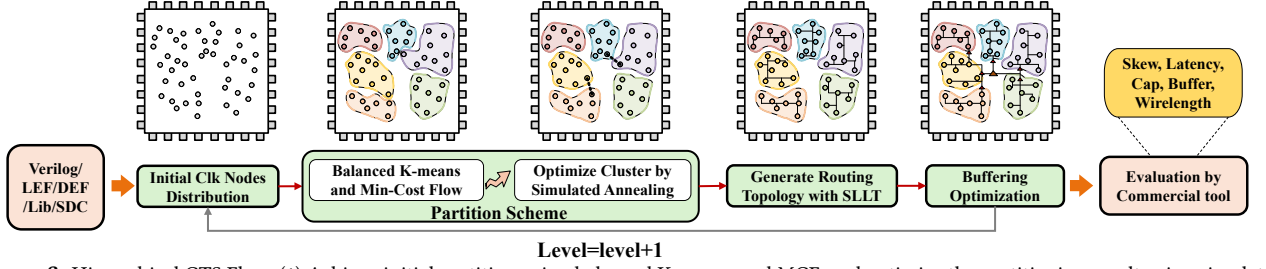 Skew, Latency,
Cap, Buffer,
Wirelength
Verilog/
LEF/DEF
/Lib/SDC
Initial Clk Nodes
Distribution
Balanced K-means
and Min-Cost Flow
Optimize Cluster by
Simulated Annealing
Partition Scheme
Generate Routing
Topology with SLLT
Buffering
Optimization
Evaluation by
Commercial tool
Level=level+1